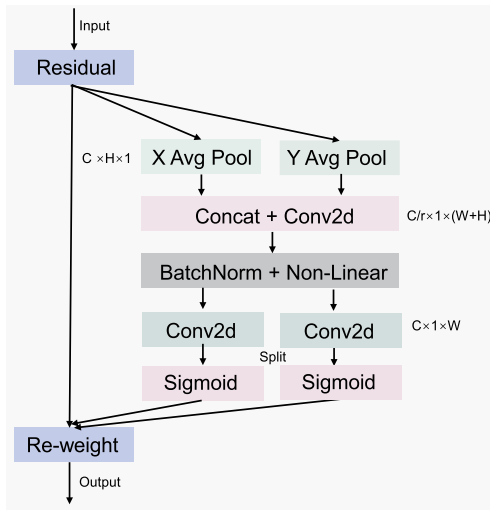 Input
Residual
C ×H×1
X Avg Pool
Y Avg Pool
Concat + Conv2d
C/r×1×(W+H)
BatchNorm + Non-Linear
Conv2d
Conv2d
C×1×W
Split
Sigmoid
Sigmoid
Re-weight
Output